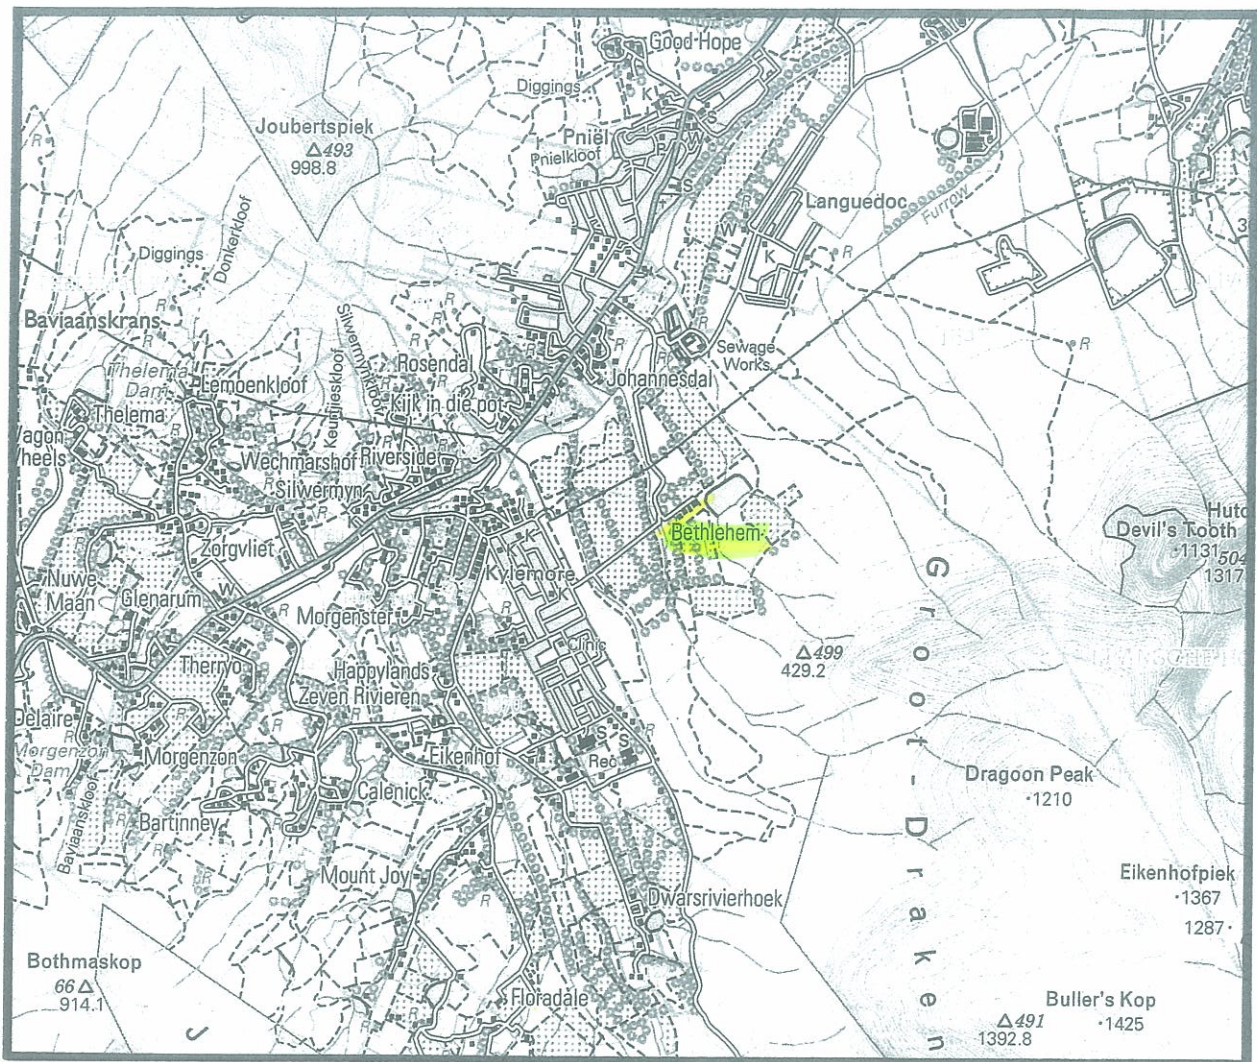 Good Hope
Diggings
K
S
Pniël
Pnielkloof
P
W
Joubertspiek
△493
998.8
R
S
Languedoc
W
K
R
Furrow
3
Diggings
Donkerkloof
Baviaanskrans
Silwermynkloof
Keurtjieskloof
Rosendal
Sewage
Works
R
Thelema
Dam
Lemoenkloof
Johannesdal
Kijk in die pot
Thelema
Wagon
Wheels
Wechmarshof
Riverside
Silwermyn
Bethlehem
Devil's Tooth
·1131
504
1317
Zorgvliet
K
K
Kylemore
K
Nuwe
Maan
Glenarum
W
R
Morgenster
Clinic
△499
429.2
Therryo
Happylands
Zeven Rivieren
Delaire
Morgenzon
Dam
Morgenzon
Eikenhof
S
S
Rec
Groot-Draken
Dragoon Peak
·1210
Calenick
Bartinney
Baviaanskloof
Mount Joy
R
Dwarsrivierhoek
Eikenhofpiek
·1367
1287·
Bothmaskop
66△
914.1
Floradale
J
Buller's Kop
·1425
△491
1392.8